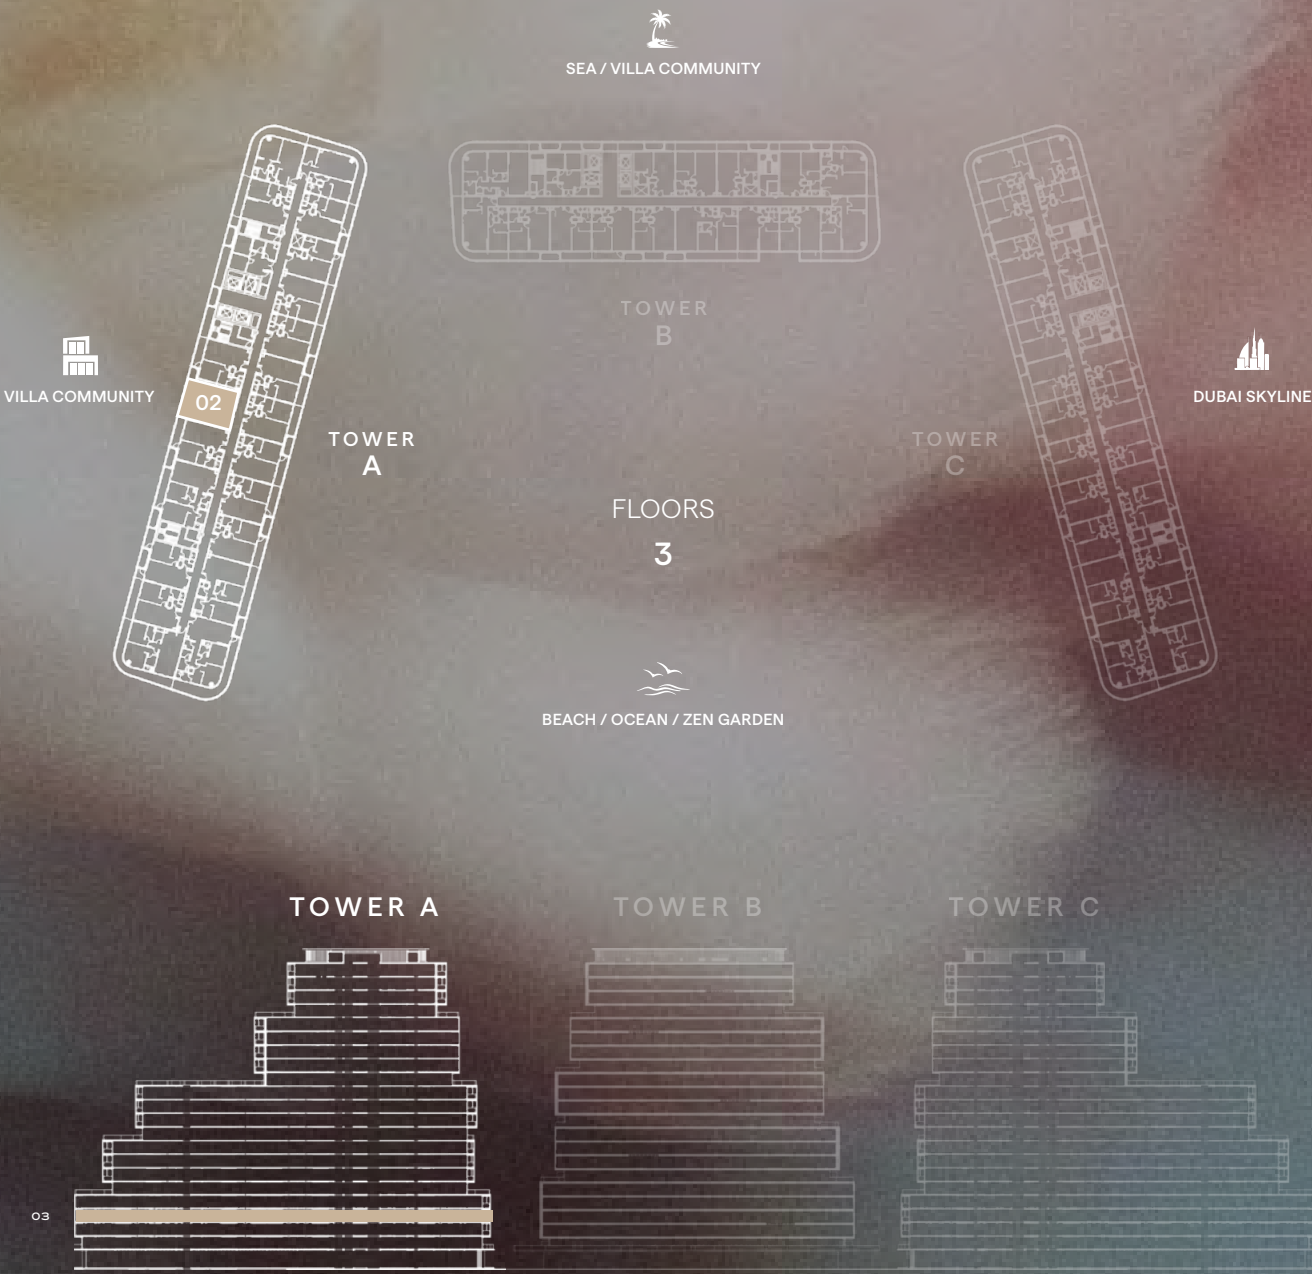 SEA / VILLA COMMUNITY
TOWER
B
VILLA COMMUNITY
DUBAI SKYLINE
02
TOWER
A
TOWER
C
FLOORS
3
BEACH / OCEAN / ZEN GARDEN
TOWER A
TOWER B
TOWER C
03